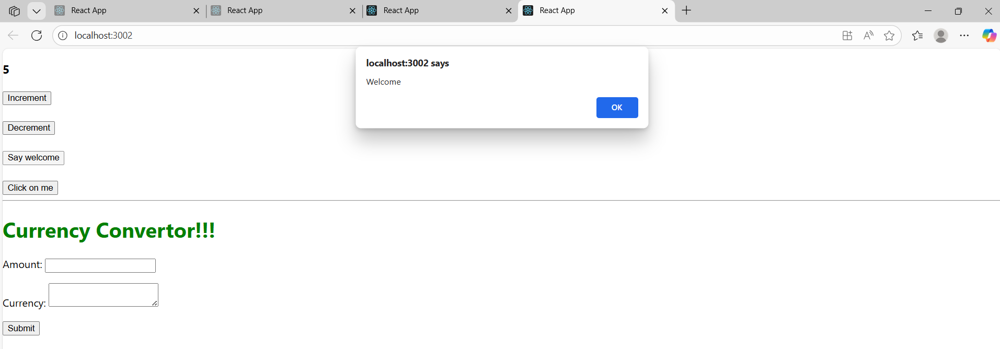 React App
React App
React App
React App
localhost:3002
localhost:3002 says
Welcome
OK
5
Increment
Decrement
Say welcome
Click on me
Currency Convertor!!!
Amount:
Currency:
Submit